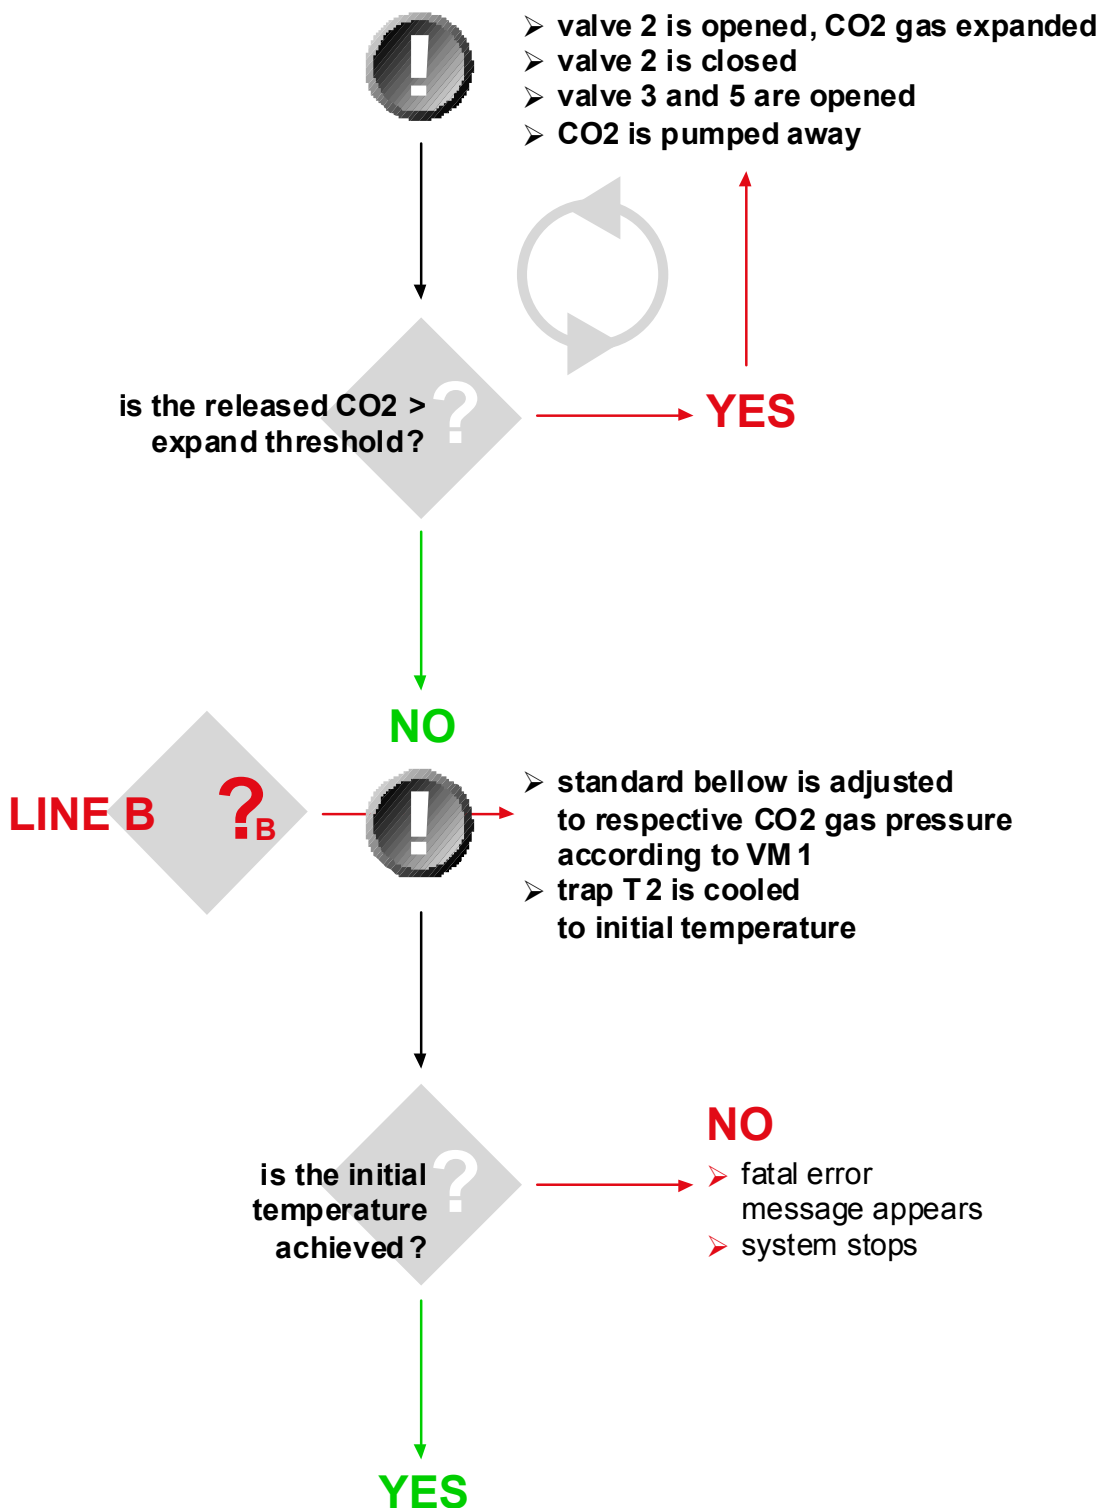 !
➢ valve 2 is opened, CO2 gas expanded
➢ valve 2 is closed
➢ valve 3 and 5 are opened
➢ CO2 is pumped away
?
is the released CO2 >
expand threshold?
YES
NO
LINE B
?B
!
➢ standard bellow is adjusted
to respective CO2 gas pressure
according to VM1
➢ trap T2 is cooled
to initial temperature
?
is the initial
temperature
achieved?
NO
➢ fatal error
message appears
➢ system stops
YES